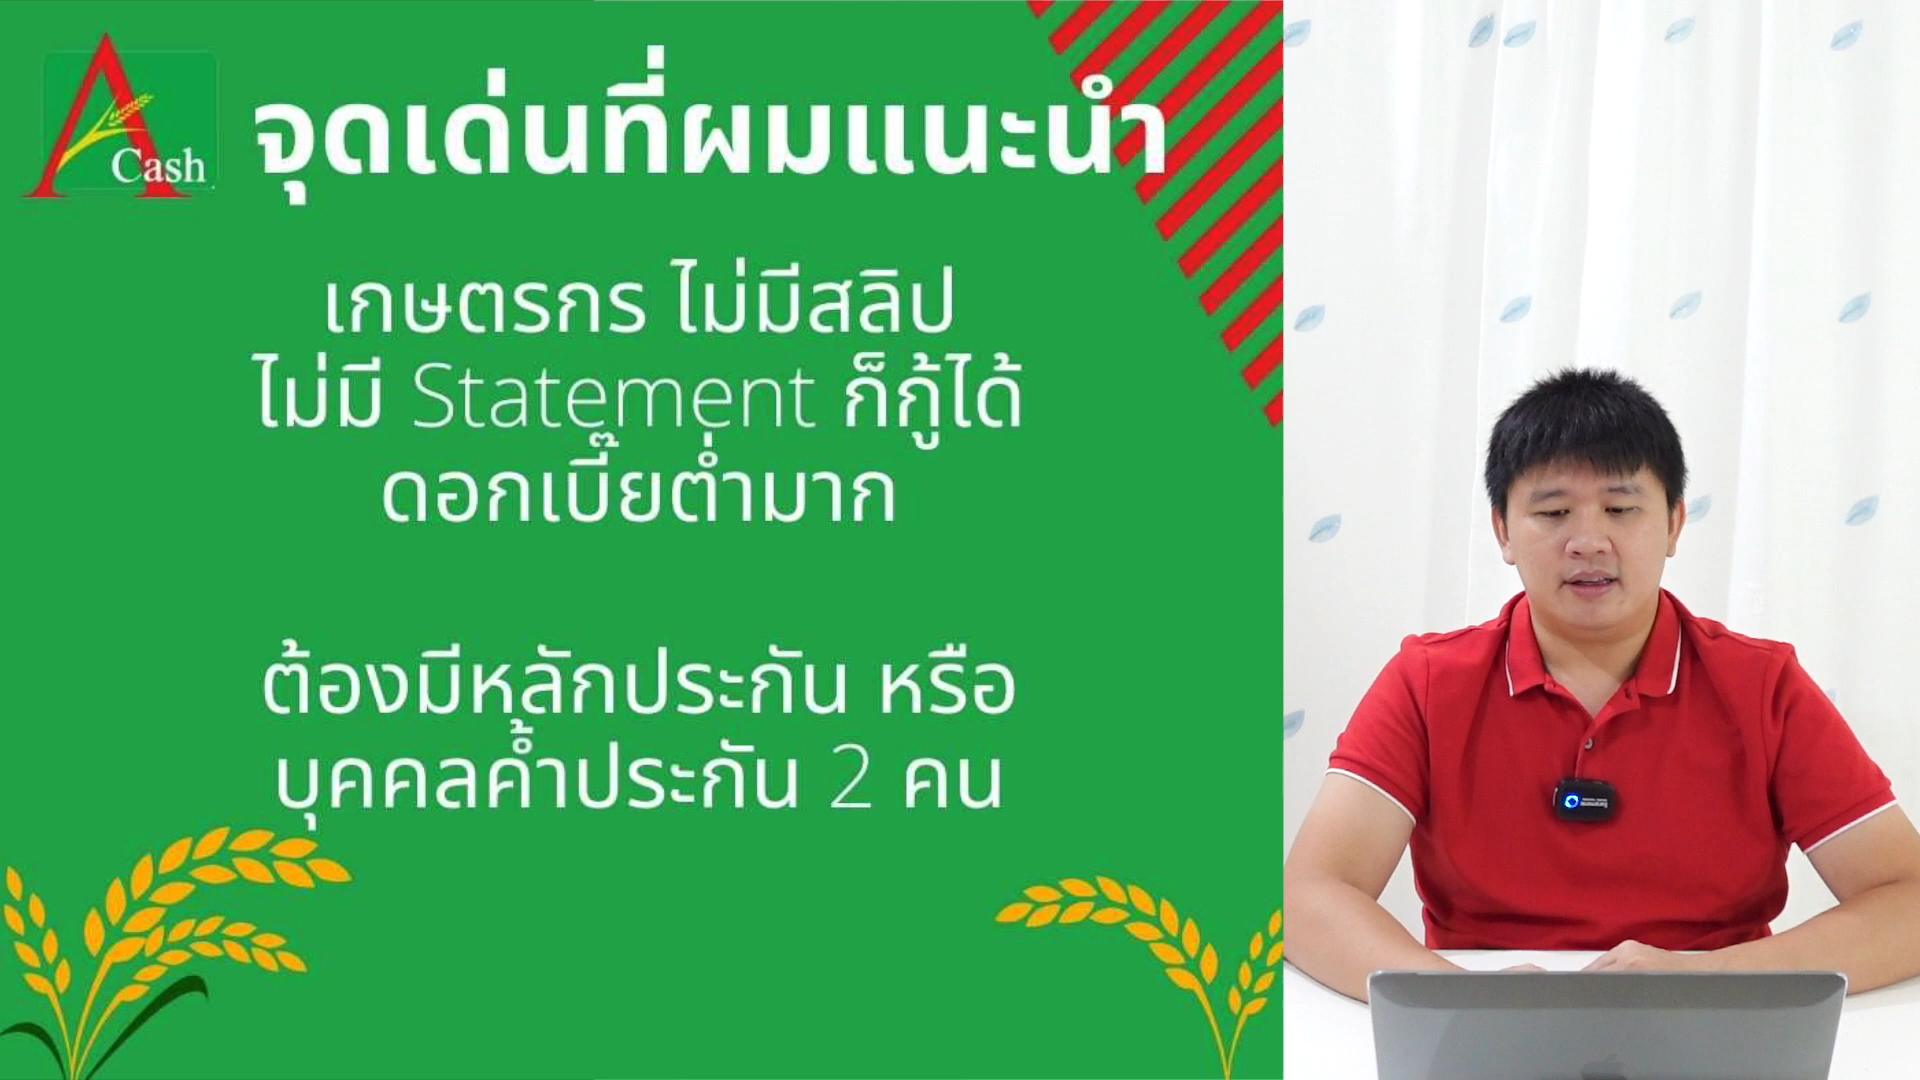 A Cash
จุดเด่นที่ผมแนะนำ
เกษตรกร ไม่มีสลิป
ไม่มี Statement ก็กู้ได้
ดอกเบี๊ยต่ำมาก
ต้องมีหลักประกัน หรือ
บุคคลค้ำประกัน 2 คน